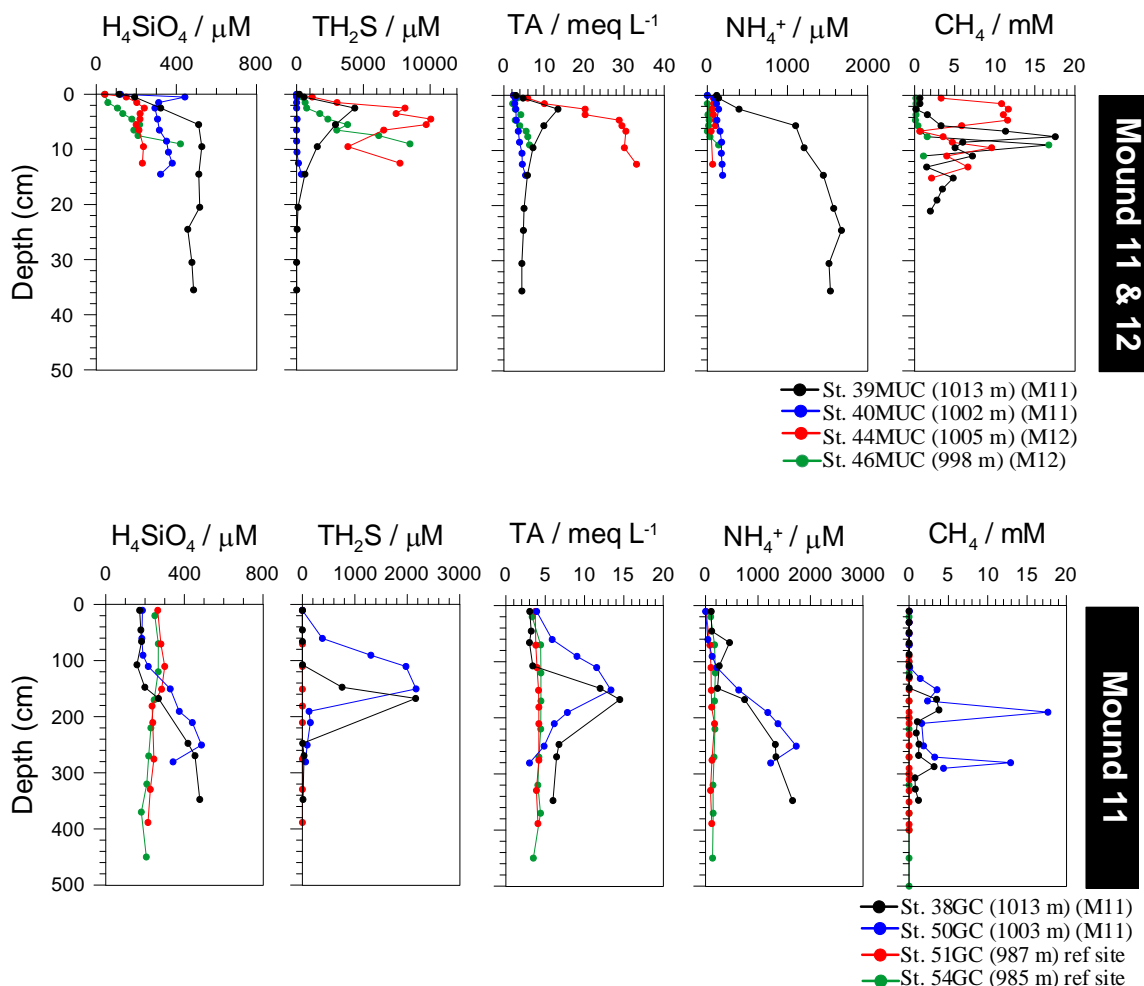 H₄SiO₄ / μM TH₂S / μM TA / meq L⁻¹ NH₄⁺ / μM CH₄ / mM
0 400 800 0 5000 10000 0 10 20 30 40 0 1000 2000 0 5 10 15 20
0
10
20
30
40
50
Depth (cm)
Mound 11 & 12
St. 39MUC (1013 m) (M11)
St. 40MUC (1002 m) (M11)
St. 44MUC (1005 m) (M12)
St. 46MUC (998 m) (M12)
H₄SiO₄ / μM TH₂S / μM TA / meq L⁻¹ NH₄⁺ / μM CH₄ / mM
0 400 800 0 1000 2000 3000 0 5 10 15 20 0 1000 2000 3000 0 5 10 15 20
0
100
200
300
400
500
Depth (cm)
Mound 11
St. 38GC (1013 m) (M11)
St. 50GC (1003 m) (M11)
St. 51GC (987 m) ref site
St. 54GC (985 m) ref site